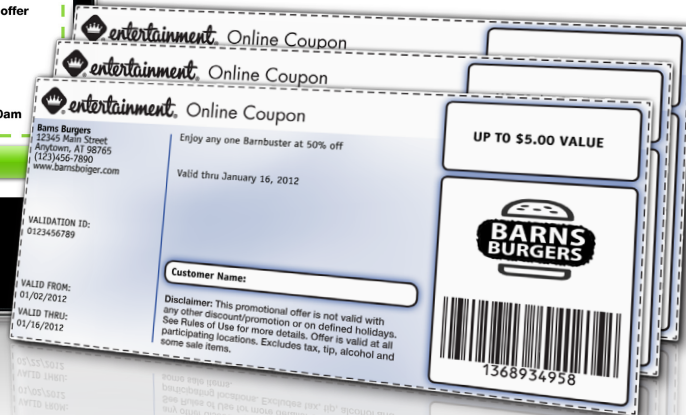 offer
0am
entertainment. Online Coupon
entertainment. Online Coupon
entertainment. Online Coupon
Barns Burgers
12345 Main Street
Anytown, AT 98765
(123)456-7890
www.barnsboiger.com
VALIDATION ID:
0123456789
VALID FROM:
01/02/2012
VALID THRU:
01/16/2012
Enjoy any one Barnbuster at 50% off
Valid thru January 16, 2012
Customer Name:
Disclaimer: This promotional offer is not valid with
any other discount/promotion or on defined holidays.
See Rules of Use for more details. Offer is valid at all
participating locations. Excludes tax, tip, alcohol and
some sale items.
UP TO $5.00 VALUE
BARNS
BURGERS
1368934958